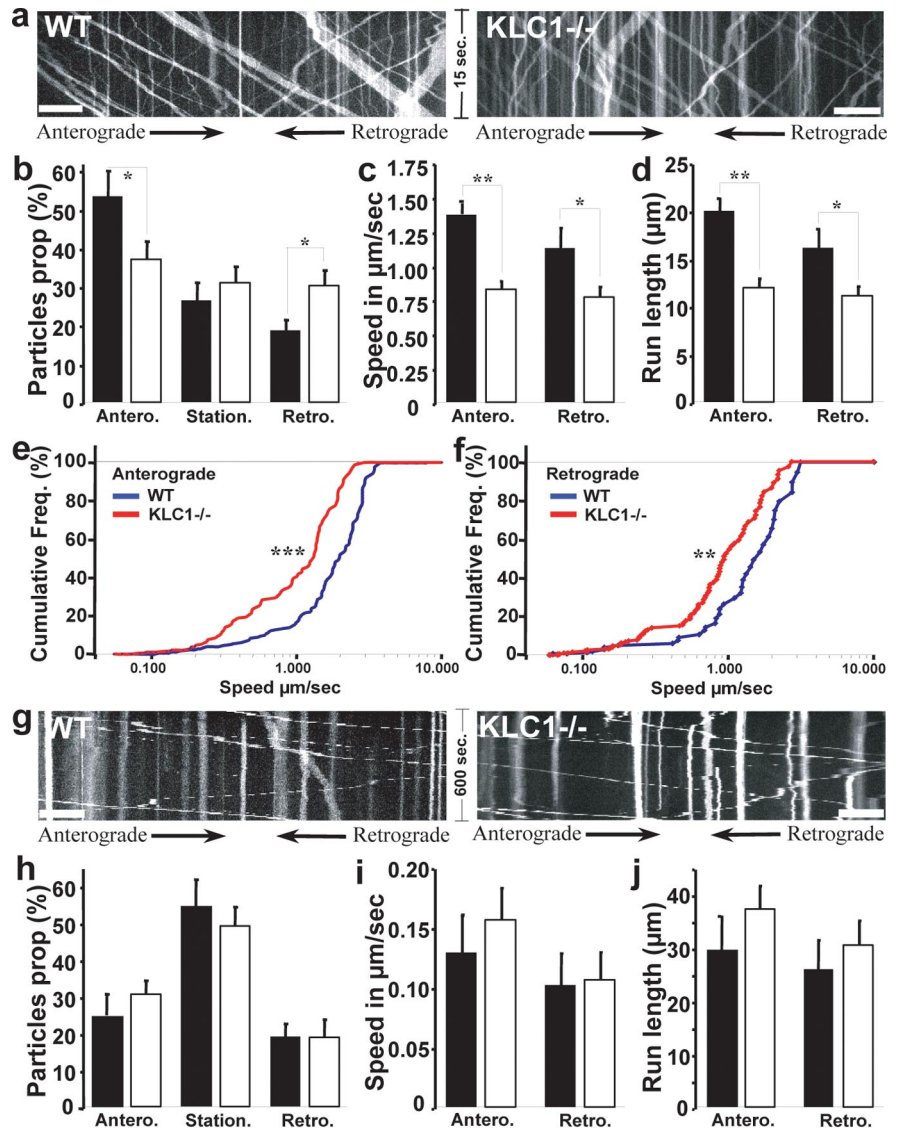 a
WT
15 sec.
KLC1-/-
Anterograde
Retrograde
Anterograde
Retrograde
b
Particles prop (%)
60
50
40
30
20
10
0
*
*
Antero.
Station.
Retro.
c
Speed in µm/sec
1.75
1.50
1.25
1.00
0.75
0.50
0.25
0
**
*
Antero.
Retro.
d
Run length (µm)
25
20
15
10
5
0
**
*
Antero.
Retro.
e
Cumulative Freq. (%)
100
80
60
40
20
0
Anterograde
WT
KLC1-/-
***
0.100
1.000
10.000
Speed µm/sec
f
Cumulative Freq. (%)
100
80
60
40
20
0
Retrograde
WT
KLC1-/-
**
0.100
1.000
10.000
Speed µm/sec
g
WT
600 sec.
KLC1-/-
Anterograde
Retrograde
Anterograde
Retrograde
h
Particles prop (%)
60
50
40
30
20
10
0
Antero.
Station.
Retro.
i
Speed in µm/sec
0.20
0.15
0.10
0.05
0
Antero.
Retro.
j
Run length (µm)
40
30
20
10
0
Antero.
Retro.